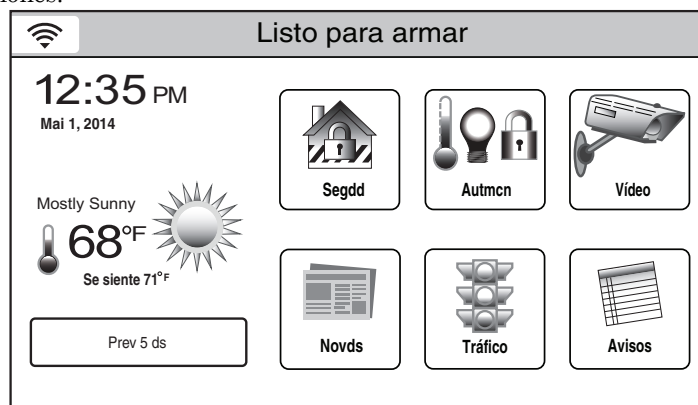 iones.
Listo para armar
12:35 PM
Mai 1, 2014
Mostly Sunny
68°F
Se siente 71°F
Prev 5 ds
Segdd
Autmcn
Vídeo
Novds
Tráfico
Avisos